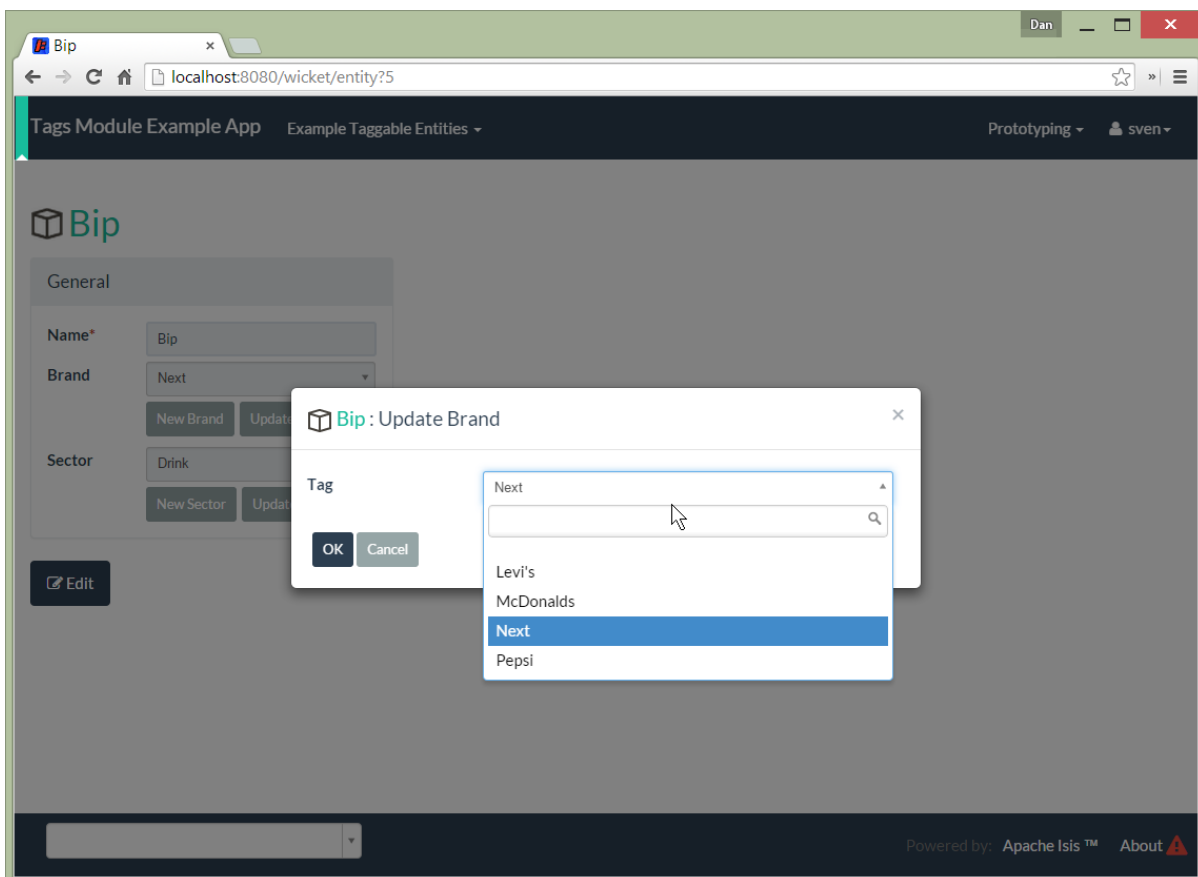 Dan
Bip
localhost:8080/wicket/entity?5
Tags Module Example App Example Taggable Entities Prototyping sven
Bip
General
Name* Bip
Brand Next
New Brand Update
Sector Drink
New Sector Updat
Edit
Bip : Update Brand
Tag Next
OK Cancel
Levi's
McDonalds
Next
Pepsi
Powered by: Apache Isis ™ About